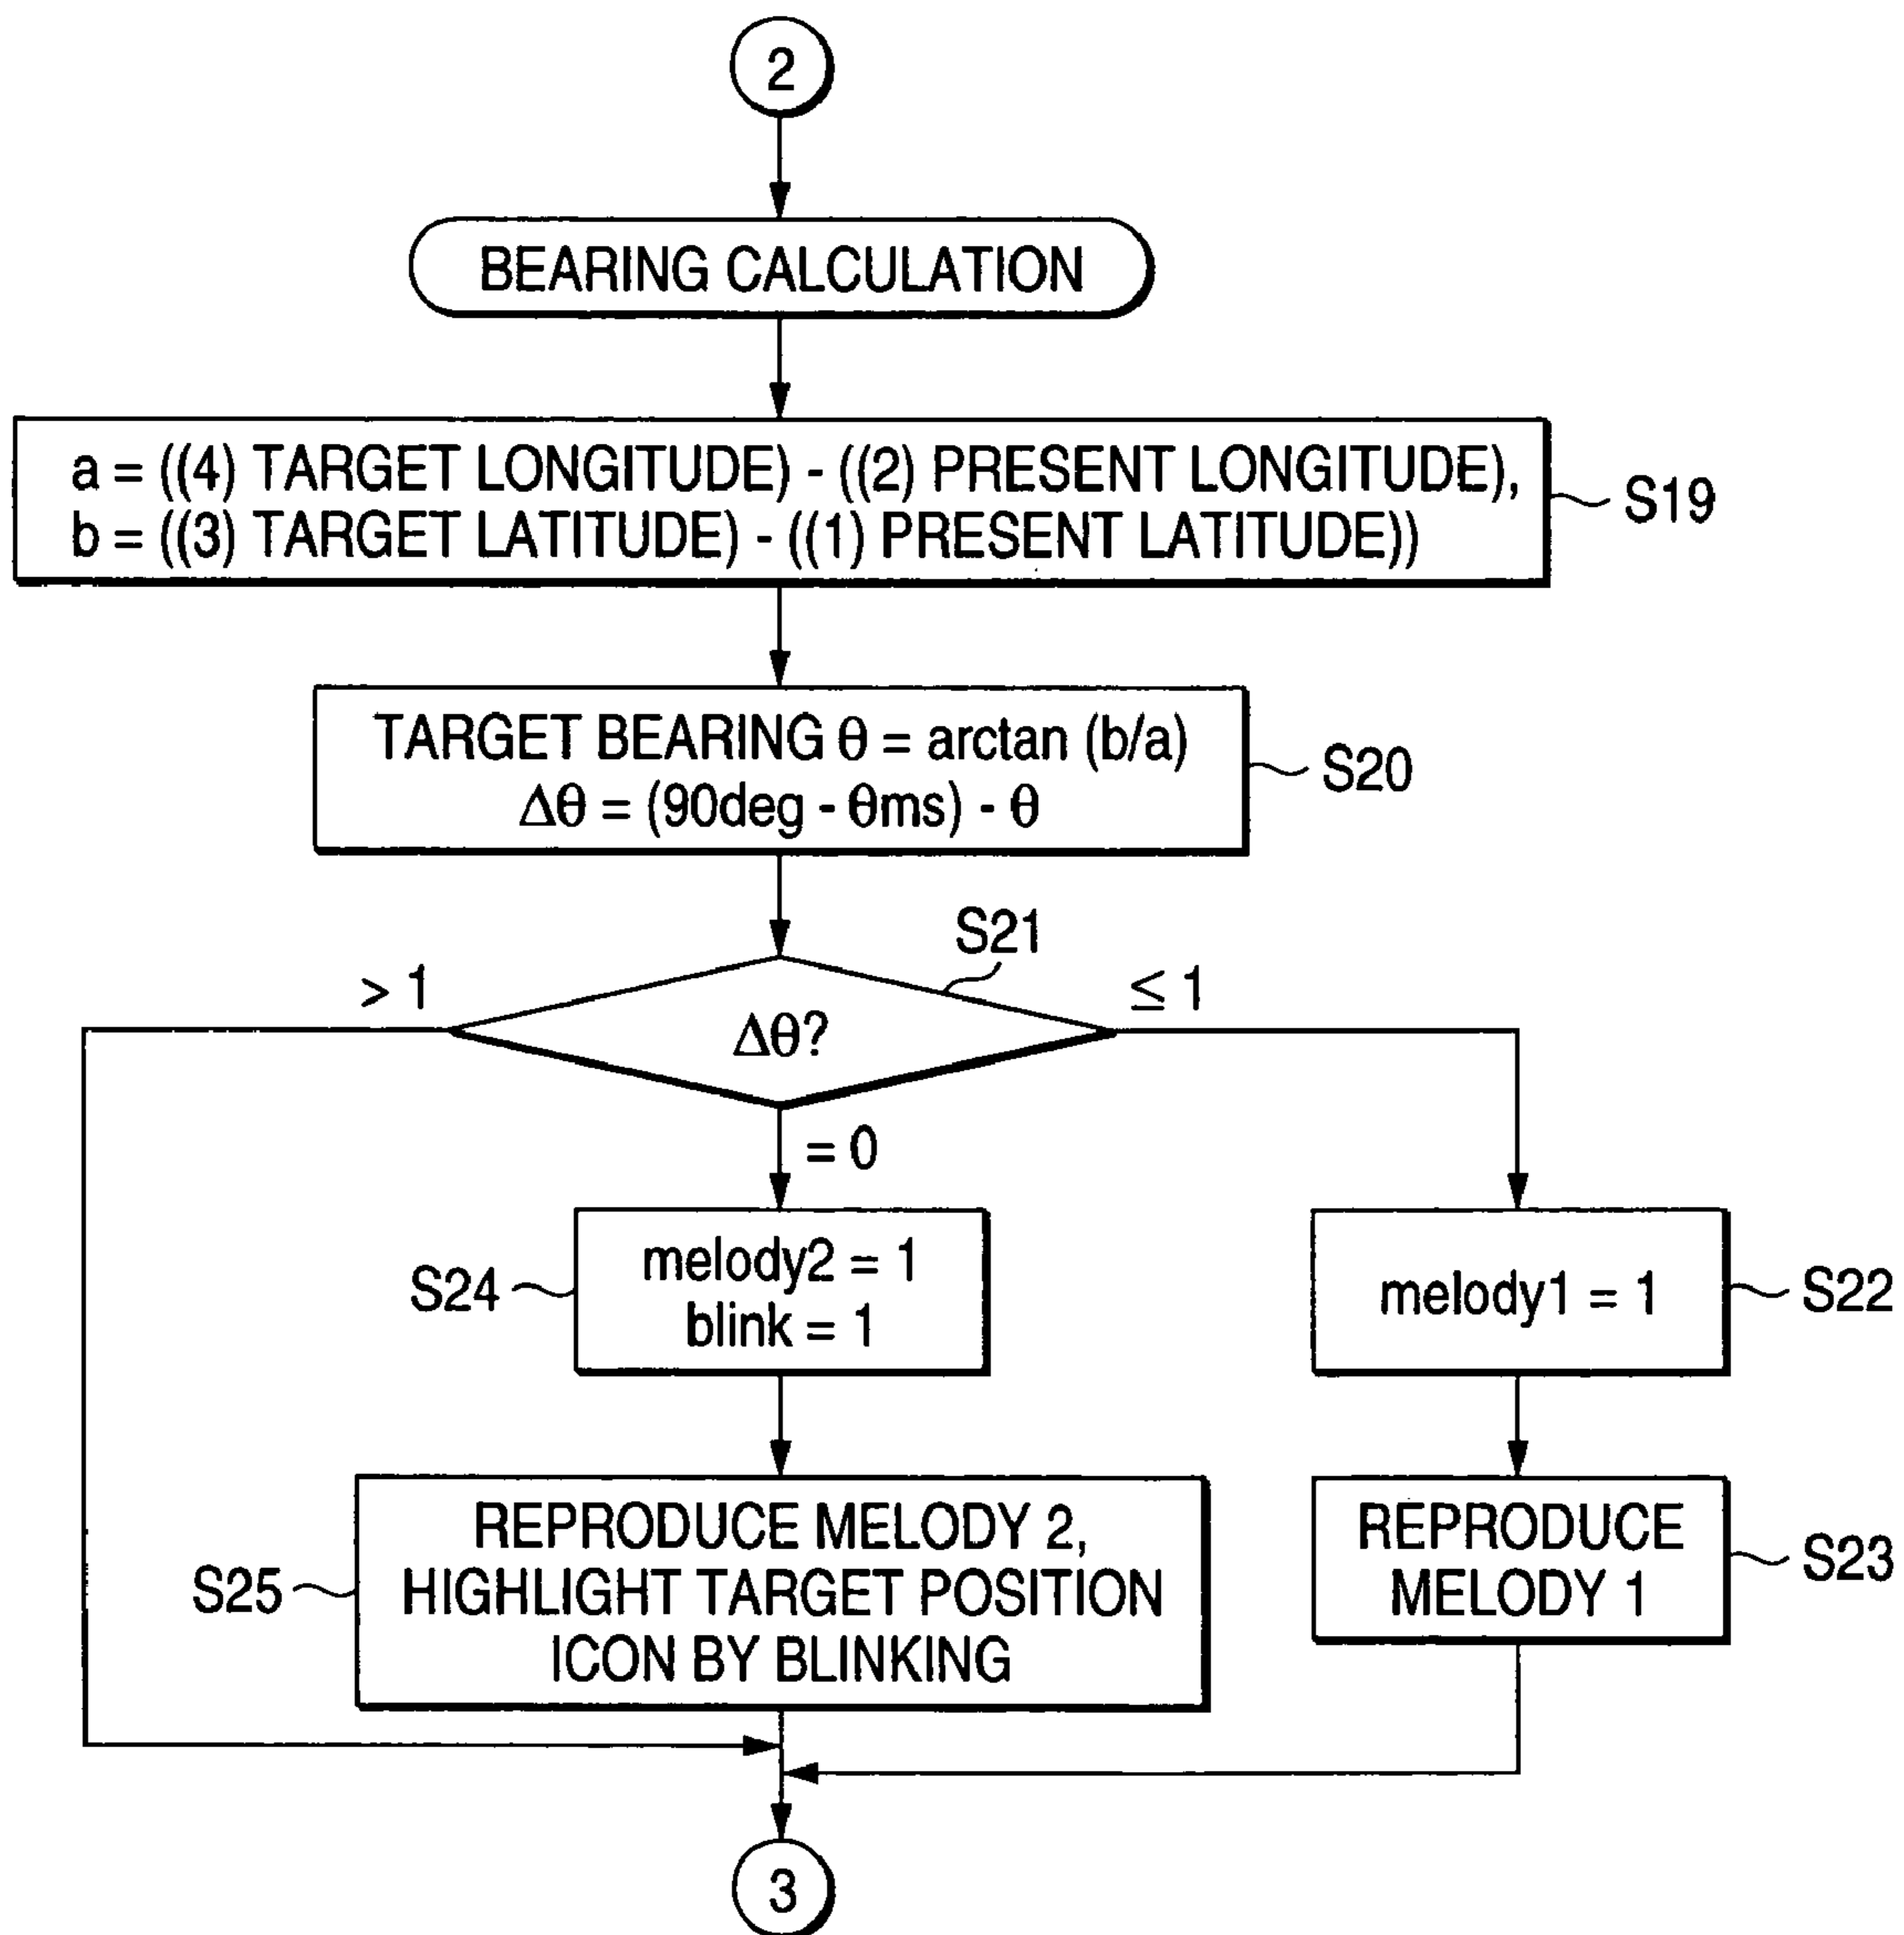 2
BEARING CALCULATION
a = ((4) TARGET LONGITUDE) - ((2) PRESENT LONGITUDE),
b = ((3) TARGET LATITUDE) - ((1) PRESENT LATITUDE))
S19
TARGET BEARING θ = arctan (b/a)
Δθ = (90deg - θms) - θ
S20
S21
> 1
≤ 1
Δθ?
= 0
S24
melody2 = 1
blink = 1
melody1 = 1
S22
S25
REPRODUCE MELODY 2,
HIGHLIGHT TARGET POSITION
ICON BY BLINKING
REPRODUCE
MELODY 1
S23
3